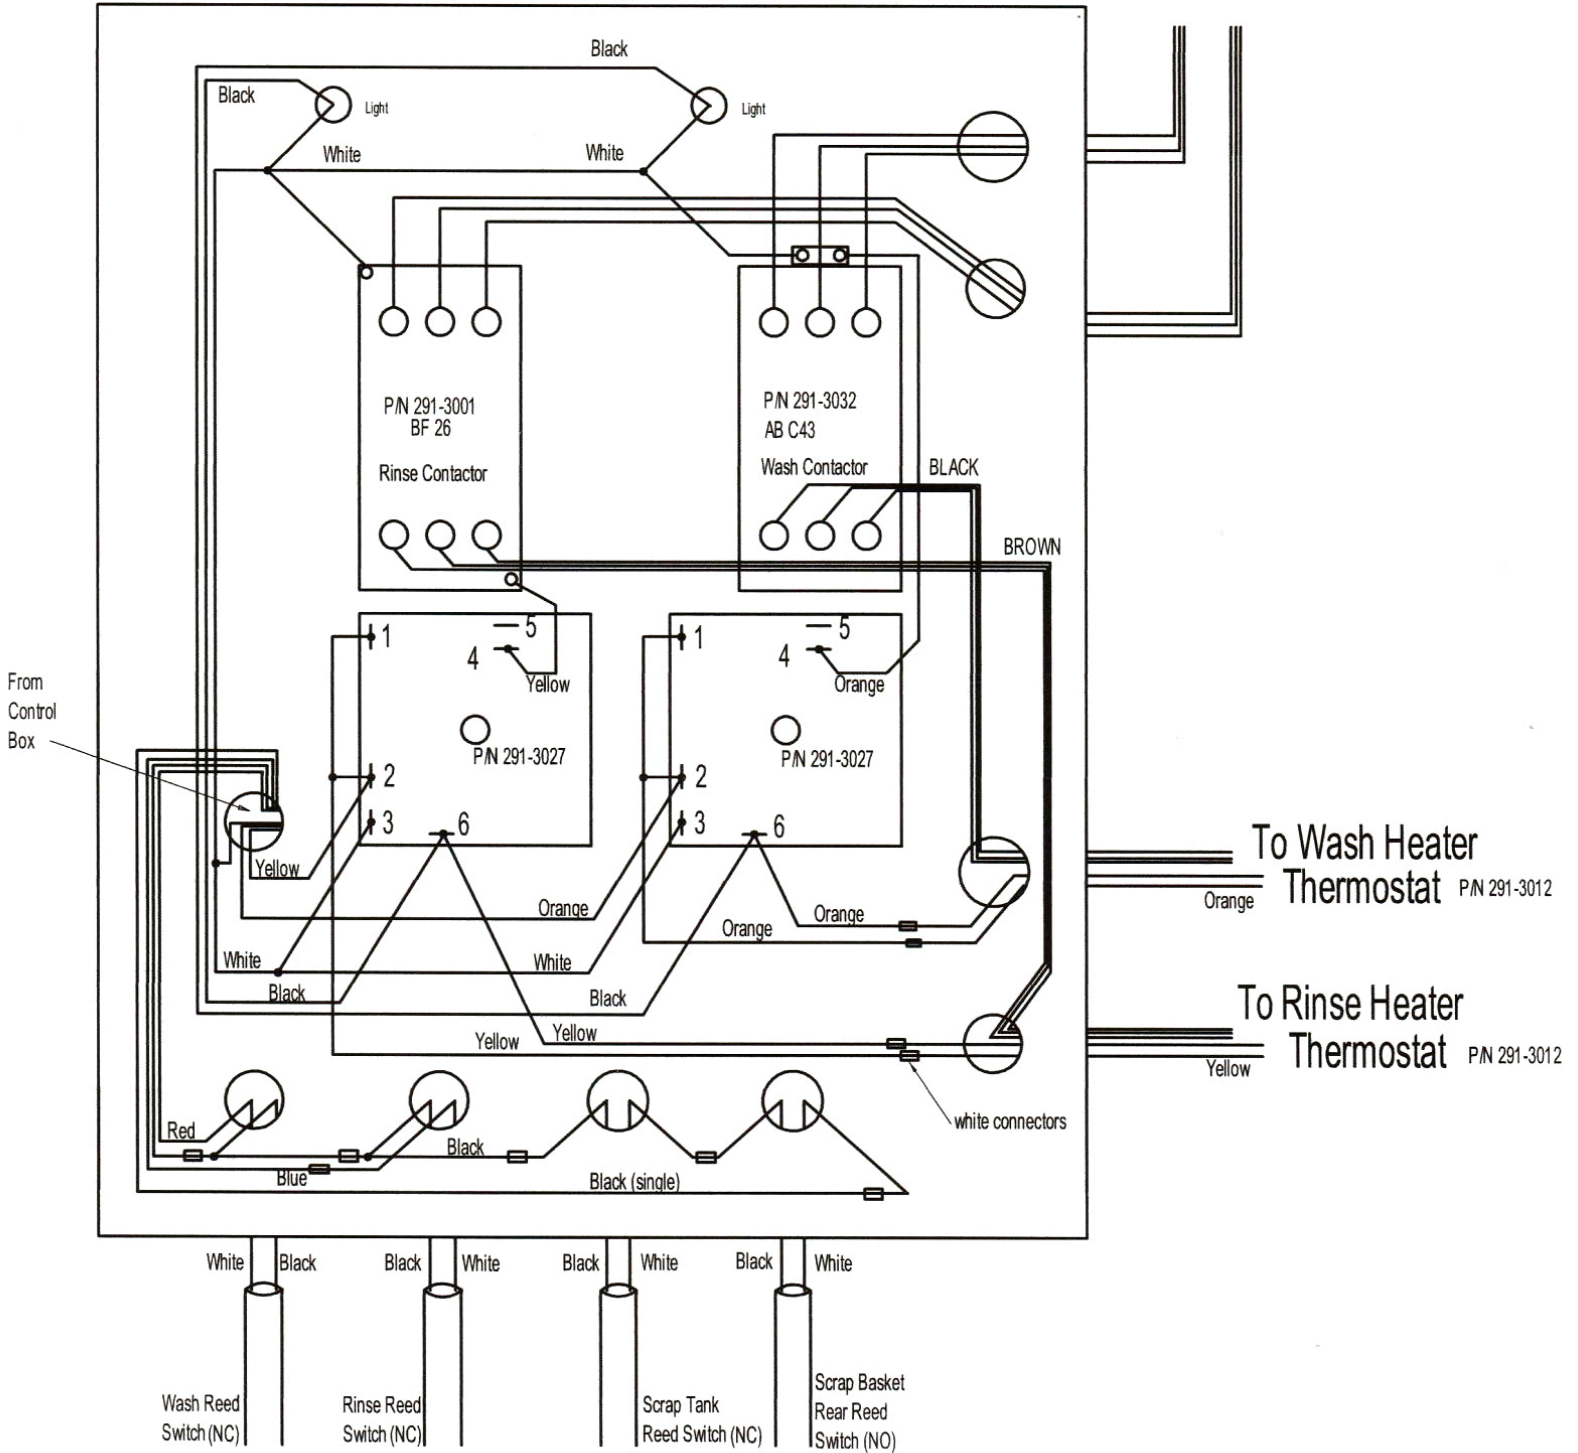 Black
Black
Light
Light
White
White
P/N 291-3001
BF 26
Rinse Contactor
P/N 291-3032
AB C43
Wash Contactor
BLACK
BROWN
1
5
4
Yellow
P/N 291-3027
2
3
6
1
5
4
Orange
P/N 291-3027
2
3
6
From
Control
Box
Yellow
Orange
Orange
Orange
White
White
Black
Black
Yellow
Yellow
To Wash Heater
Thermostat P/N 291-3012
Orange
To Rinse Heater
Thermostat P/N 291-3012
Yellow
white connectors
Red
Black
Blue
Black (single)
White Black
Black White
Black White
Black White
Wash Reed
Switch (NC)
Rinse Reed
Switch (NC)
Scrap Tank
Reed Switch (NC)
Scrap Basket
Rear Reed
Switch (NO)